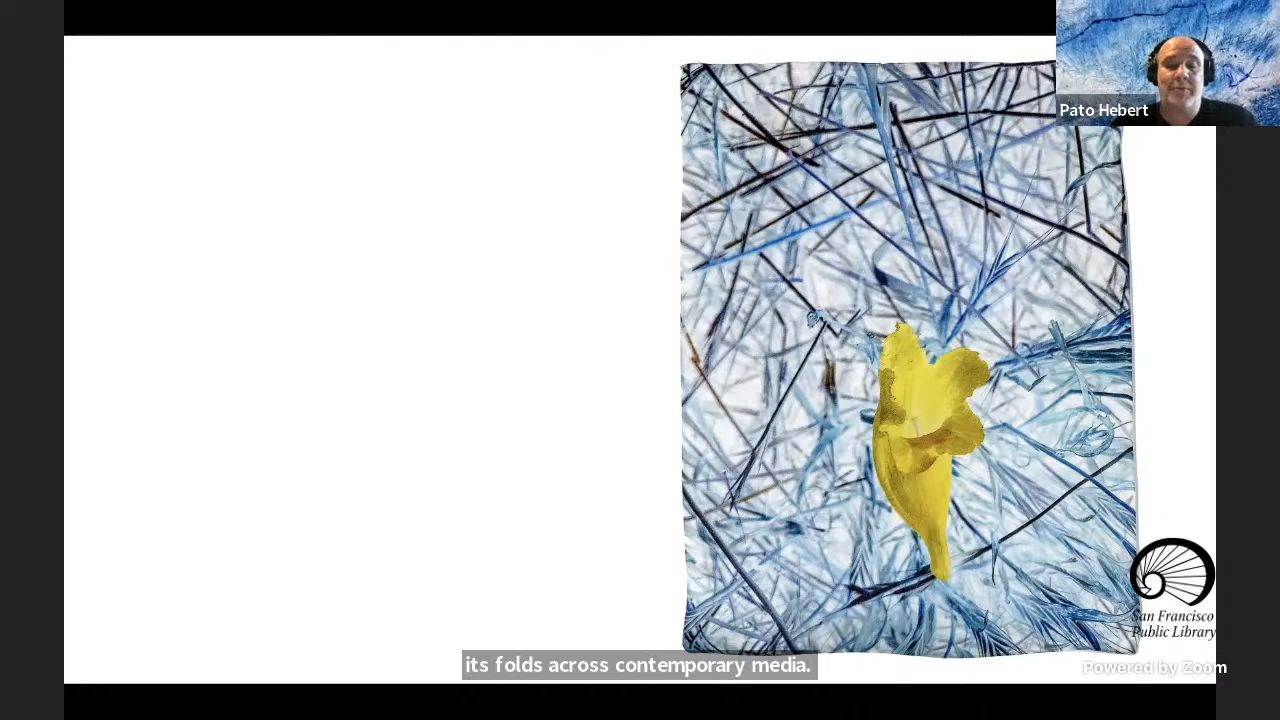 Pato Hebert
San Francisco
Public Library
its folds across contemporary media.
Powered by Zoom